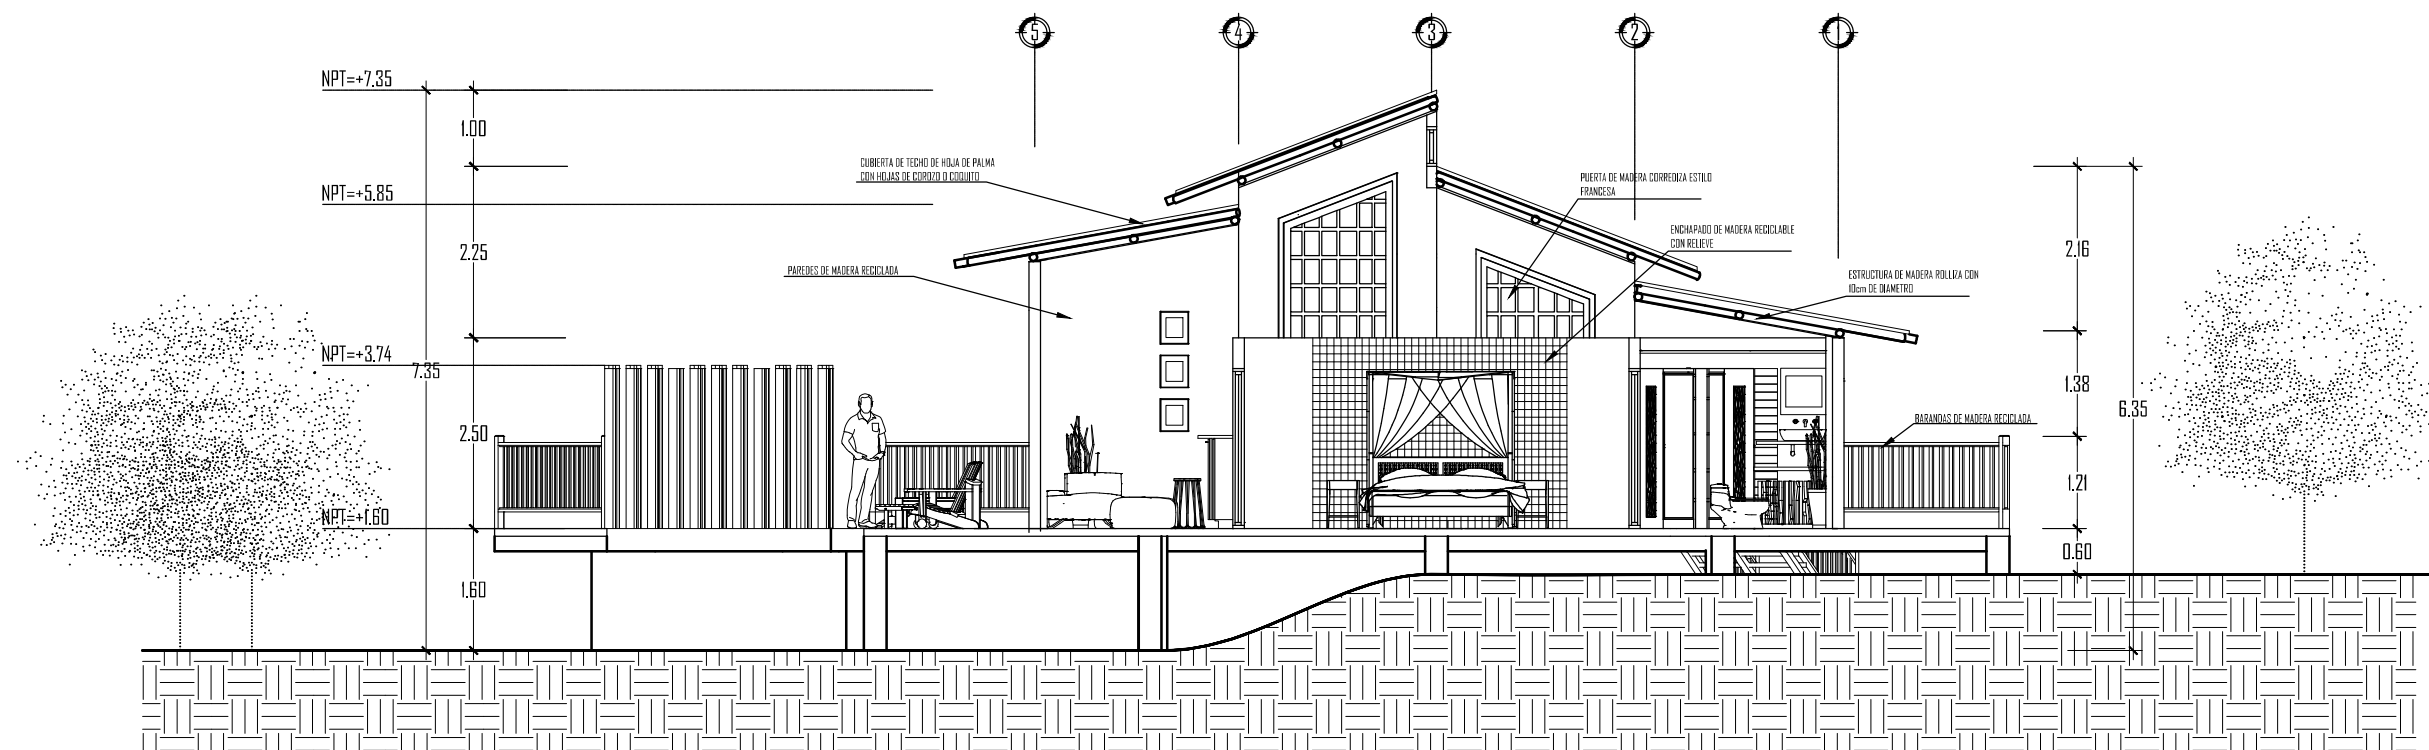 5
4
3
2
1
NPT=+7.35
1.00
CUBIERTA DE TECHO DE HOJA DE PALMA
CON HOJAS DE COROZO O COQUITO
PUERTA DE MADERA CORREDIZA ESTILO
FRANCESA
NPT=+5.85
ENCHAPADO DE MADERA RECICLABLE
CON RELIEVE
2.25
2.16
PAREDES DE MADERA RECICLADA
ESTRUCTURA DE MADERA ROLLIZA CON
10cm DE DIAMETRO
NPT=+3.74
7.35
1.38
6.35
BARANDAS DE MADERA RECICLADA
2.50
1.21
NPT=+1.60
0.60
1.60